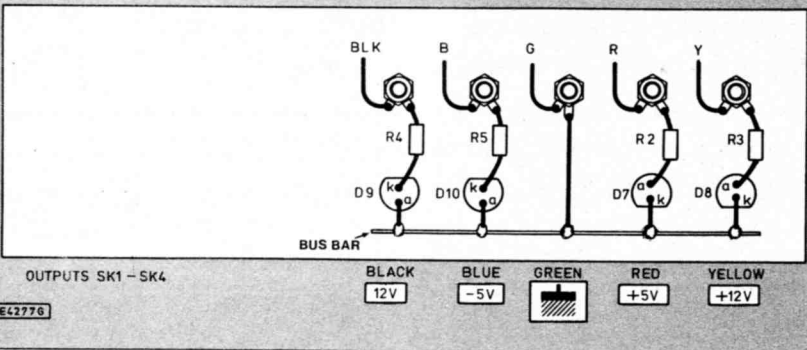 BLK B G R Y
R4 R5 R2 R3
D9 k a D10 k a D7 a k D8 a k
BUS BAR
OUTPUTS SK1 - SK4
BLACK BLUE GREEN RED YELLOW
12V -5V +5V +12V
E4277G